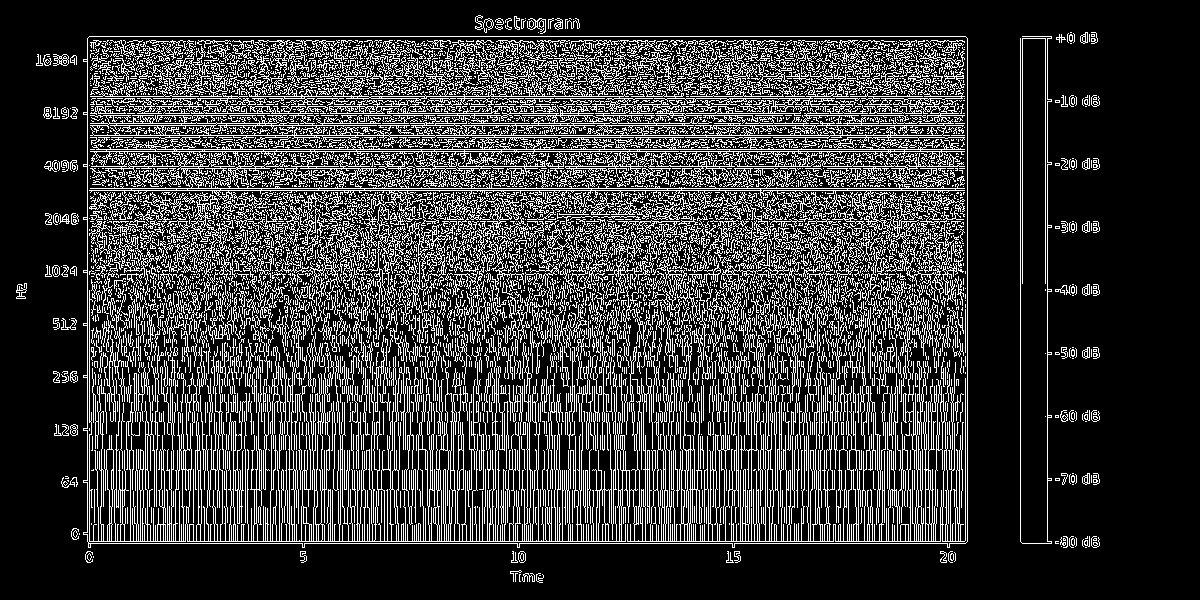 Spectrogram
+0 dB
16384
-10 dB
8192
-20 dB
4096
-30 dB
2048
1024
-40 dB
Hz
512
-50 dB
256
-60 dB
128
-70 dB
64
0
-80 dB
0 5 10 15 20
Time